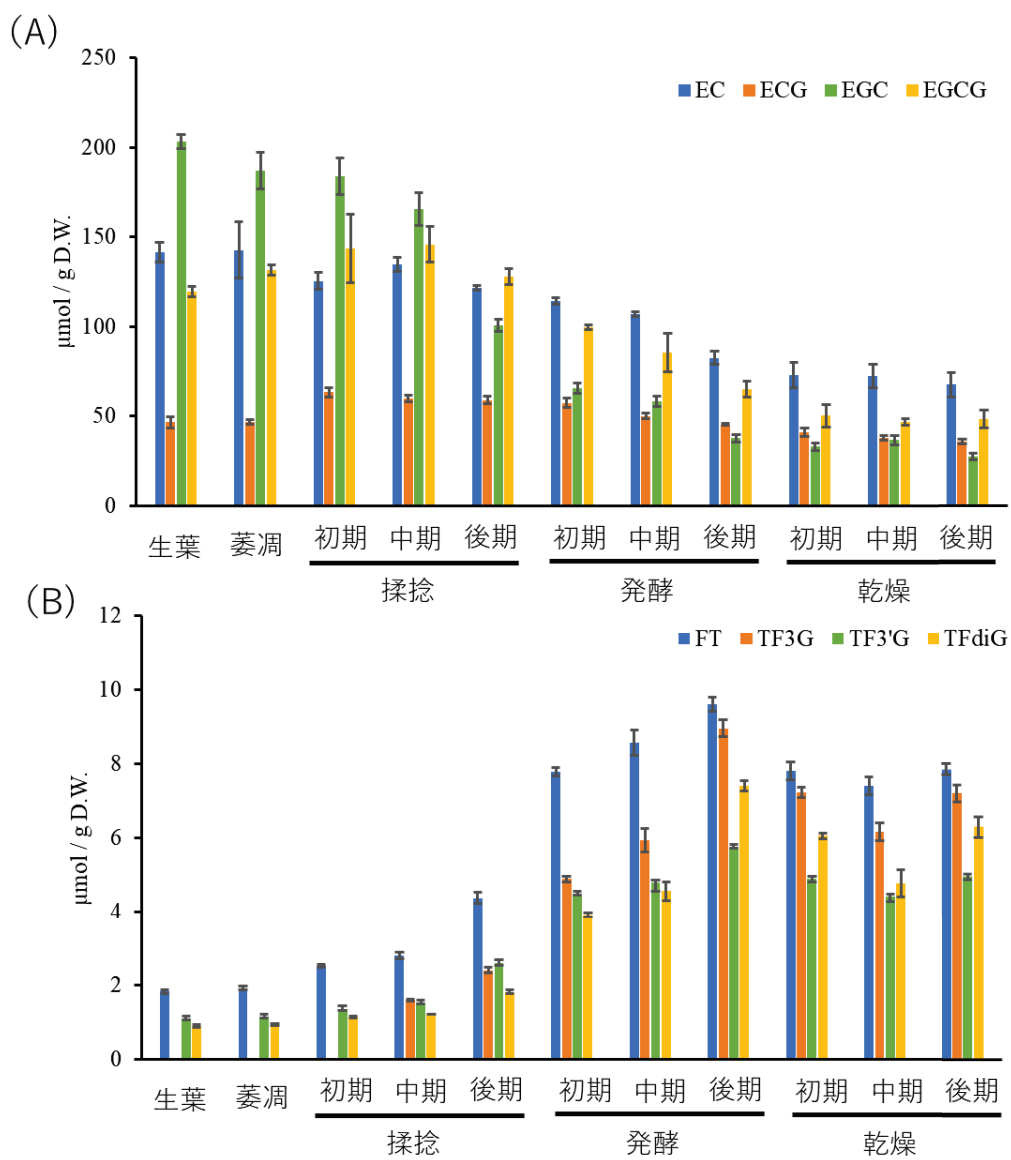 (A)
250
200
150
100
50
0
μmol / g D.W.
EC ECG EGC EGCG
生葉 萎凋 初期 中期 後期 初期 中期 後期 初期 中期 後期
揉捻 発酵 乾燥
(B)
12
10
8
6
4
2
0
μmol / g D.W.
FT TF3G TF3'G TFdiG
生葉 萎凋 初期 中期 後期 初期 中期 後期 初期 中期 後期
揉捻 発酵 乾燥